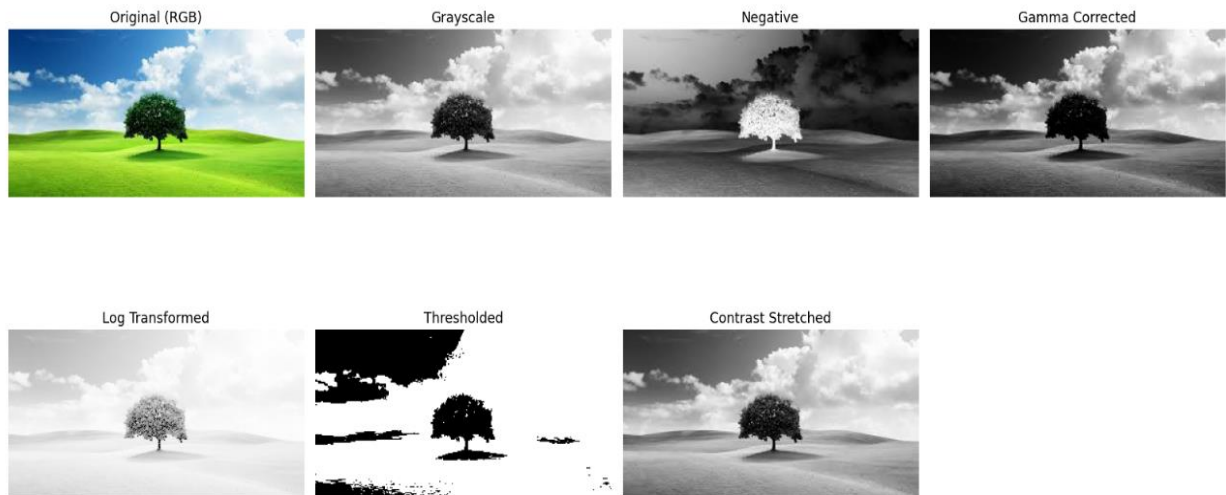 Original (RGB)
Grayscale
Negative
Gamma Corrected
Log Transformed
Thresholded
Contrast Stretched